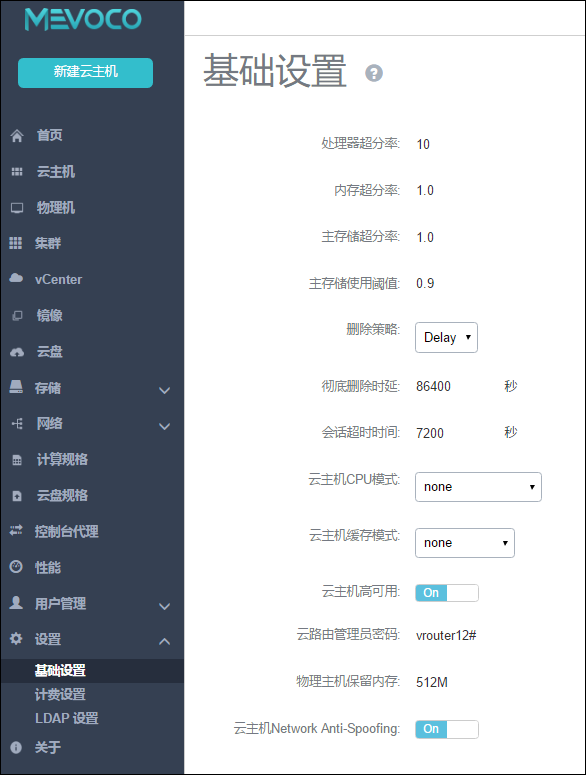 MEVOCO
新建云主机
首页
云主机
物理机
集群
vCenter
镜像
云盘
存储
网络
计算规格
云盘规格
控制台代理
性能
用户管理
设置
基础设置
计费设置
LDAP 设置
关于
基础设置 ?
处理器超分率: 10
内存超分率: 1.0
主存储超分率: 1.0
主存储使用阈值: 0.9
删除策略: Delay
彻底删除时延: 86400 秒
会话超时时间: 7200 秒
云主机CPU模式: none
云主机缓存模式: none
云主机高可用: On
云路由管理员密码: vrouter12#
物理主机保留内存: 512M
云主机Network Anti-Spoofing: On